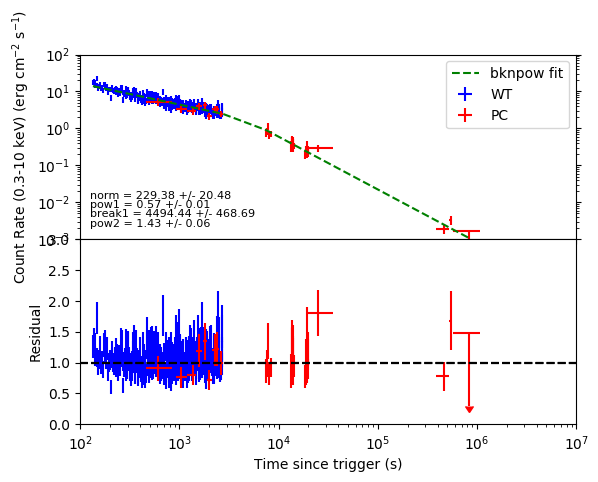 Count Rate (0.3-10 keV) (erg cm⁻² s⁻¹)
10²
10¹
10⁰
10⁻¹
10⁻²
bknpow fit
WT
PC
norm = 229.38 +/- 20.48
pow1 = 0.57 +/- 0.01
break1 = 4494.44 +/- 468.69
pow2 = 1.43 +/- 0.06
Residual
3.0
2.5
2.0
1.5
1.0
0.5
0.0
10² 10³ 10⁴ 10⁵ 10⁶ 10⁷
Time since trigger (s)